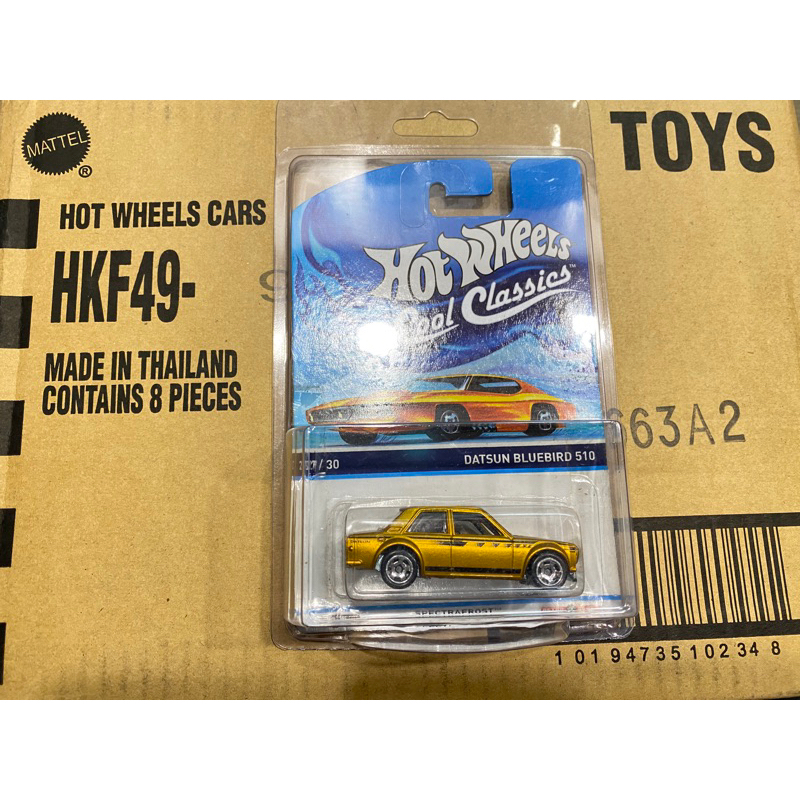 MATTEL
®
TOYS
HOT WHEELS CARS
HKF49-
MADE IN THAILAND
CONTAINS 8 PIECES
Hot Wheels
Cool Classics™
/ 30
DATSUN BLUEBIRD 510
SPECTRAFROST
63A2
1 01 94735 102 34 8